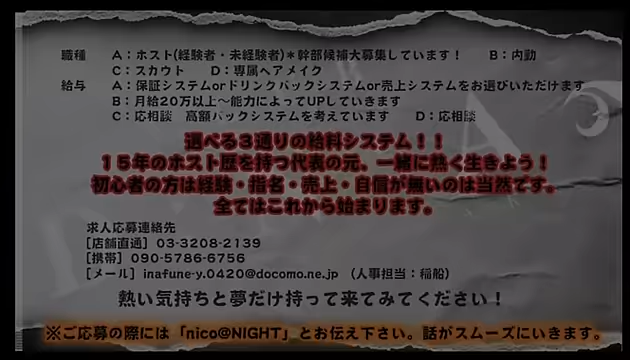 職種　A：ホスト(経験者・未経験者)＊幹部候補大募集しています！　B：内勤
C：スカウト　D：専属ヘアメイク
給与　A：保証システムorドリンクバックシステムor売上システムをお選びいただけます
B：月給20万以上～能力によってUPしていきます
C：応相談　高額バックシステムを考えています　D：応相談
選べる３通りの給料システム！！
１５年のホスト歴を持つ代表の元、一緒に熱く生きよう！
初心者の方は経験・指名・売上・自信が無いのは当然です。
全てはこれから始まります。
求人応募連絡先
[店舗直通] 03-3208-2139
[携帯] 090-5786-6756
[メール] inafune-y.0420@docomo.ne.jp （人事担当：稲船）
熱い気持ちと夢だけ持って来てみてください！
※ご応募の際には「nico@NIGHT」とお伝え下さい。話がスムーズにいきます。